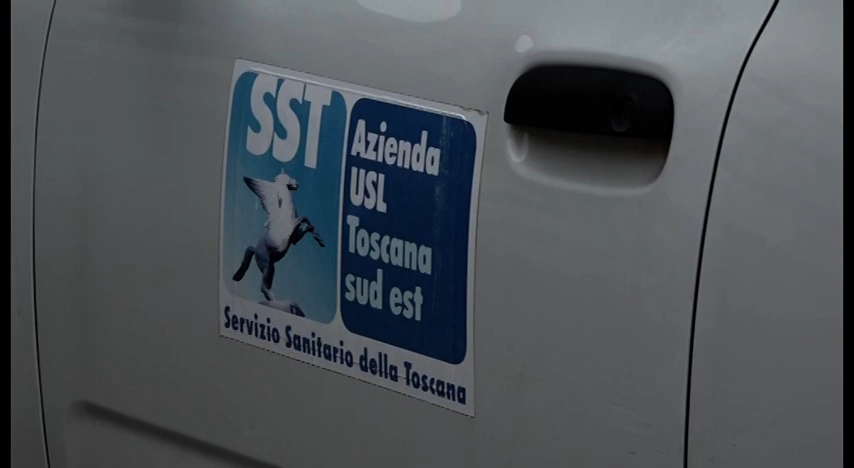 SST
Azienda
USL
Toscana
sud est
Servizio Sanitario della Toscana